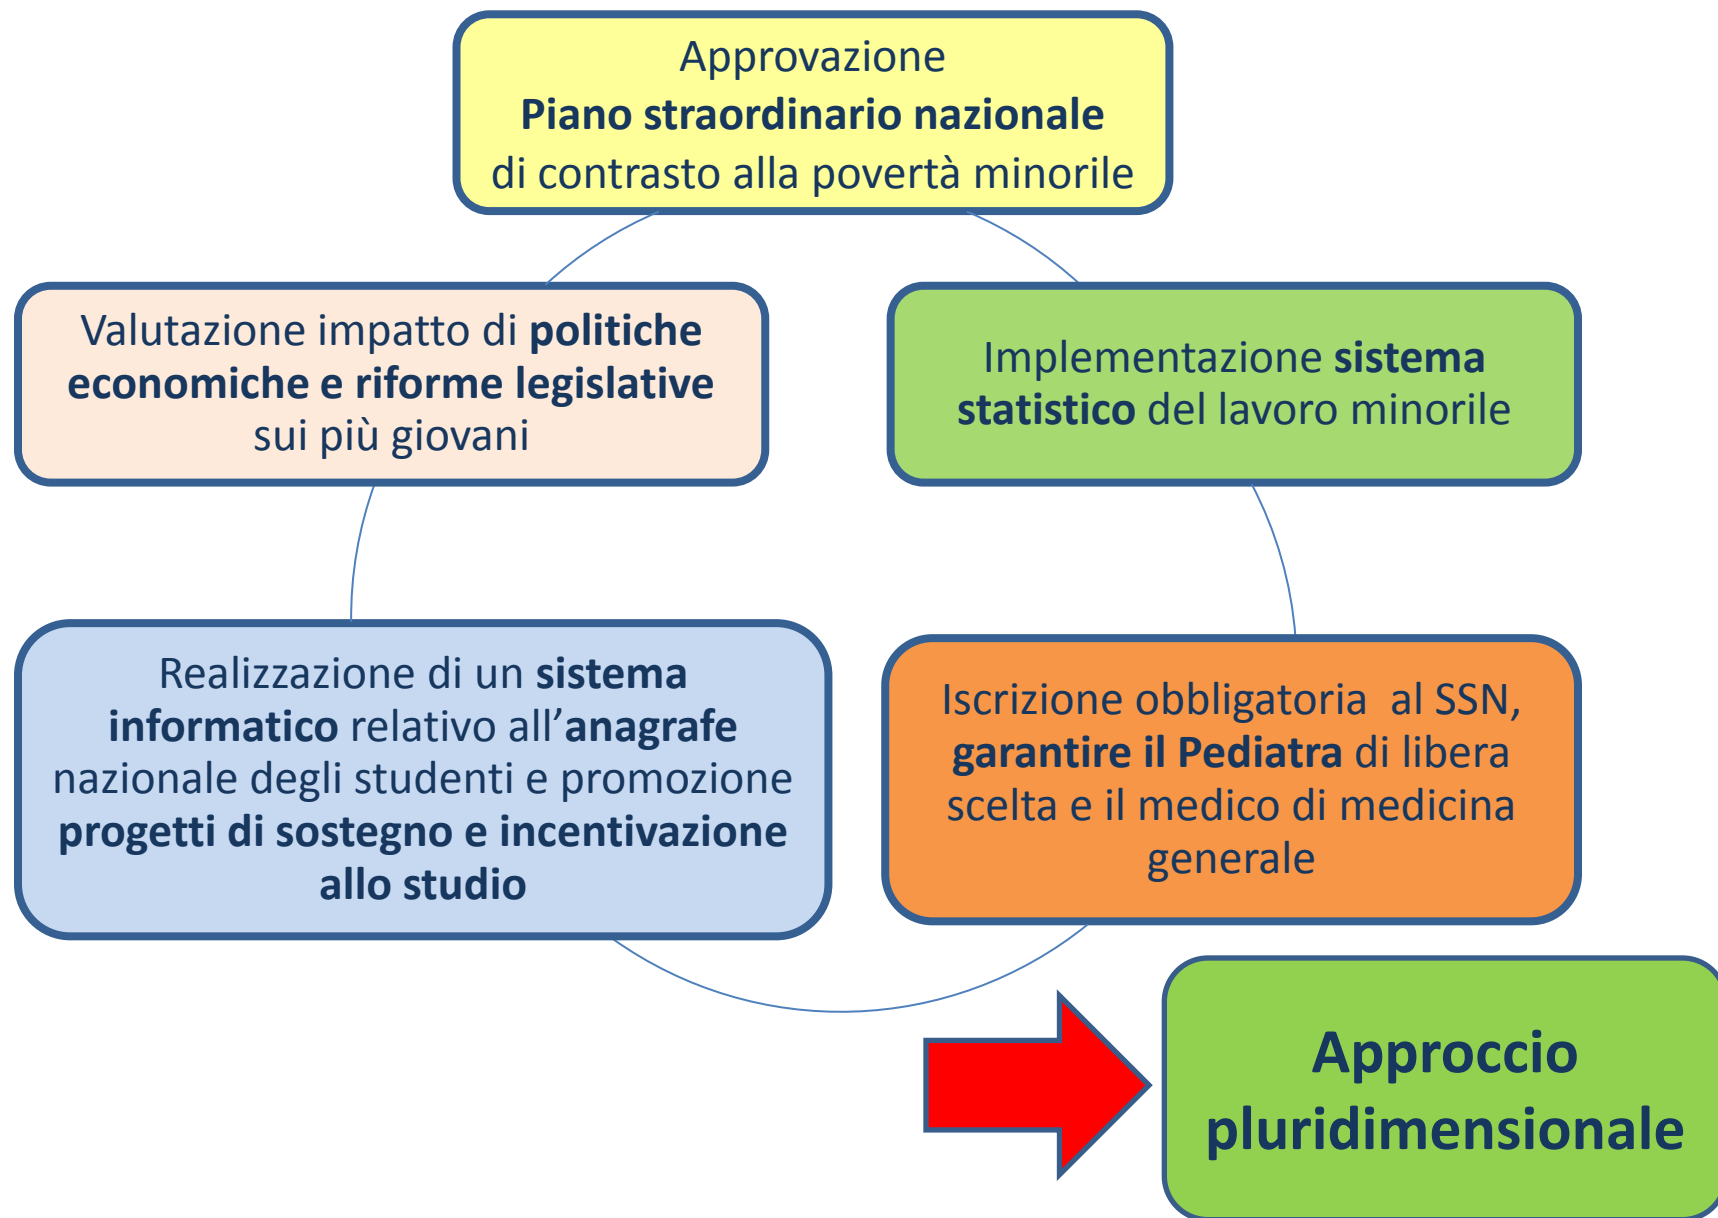 Approvazione
Piano straordinario nazionale
di contrasto alla povertà minorile
Valutazione impatto di politiche
economiche e riforme legislative
sui più giovani
Implementazione sistema
statistico del lavoro minorile
Realizzazione di un sistema
informatico relativo all’anagrafe
nazionale degli studenti e promozione
progetti di sostegno e incentivazione
allo studio
Iscrizione obbligatoria  al SSN,
garantire il Pediatra di libera
scelta e il medico di medicina
generale
Approccio
pluridimensionale